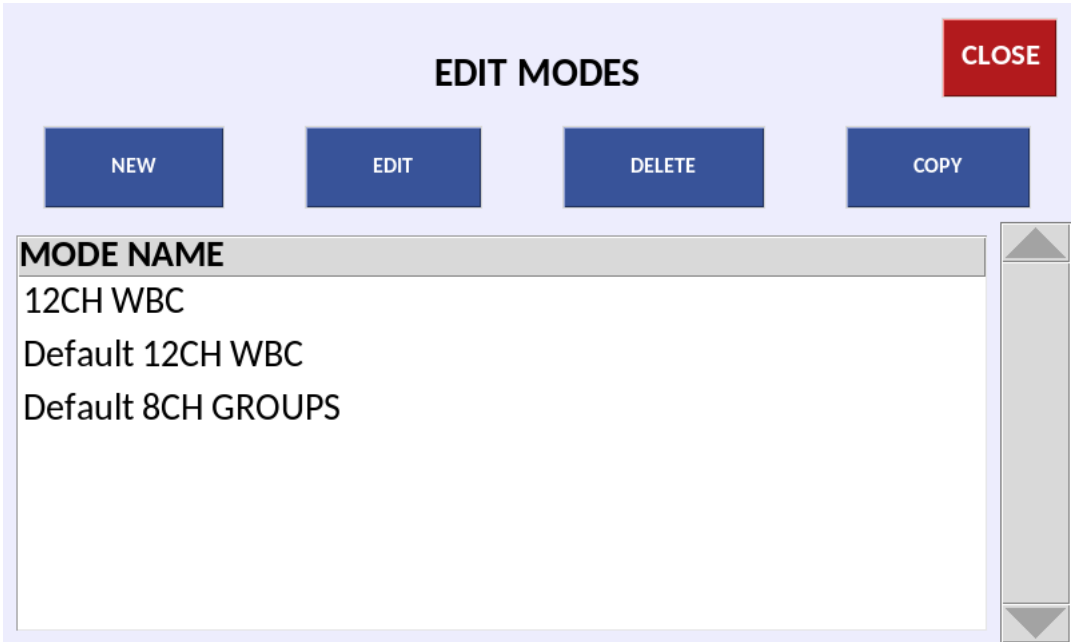 EDIT MODES
CLOSE
NEW
EDIT
DELETE
COPY
MODE NAME
12CH WBC
Default 12CH WBC
Default 8CH GROUPS